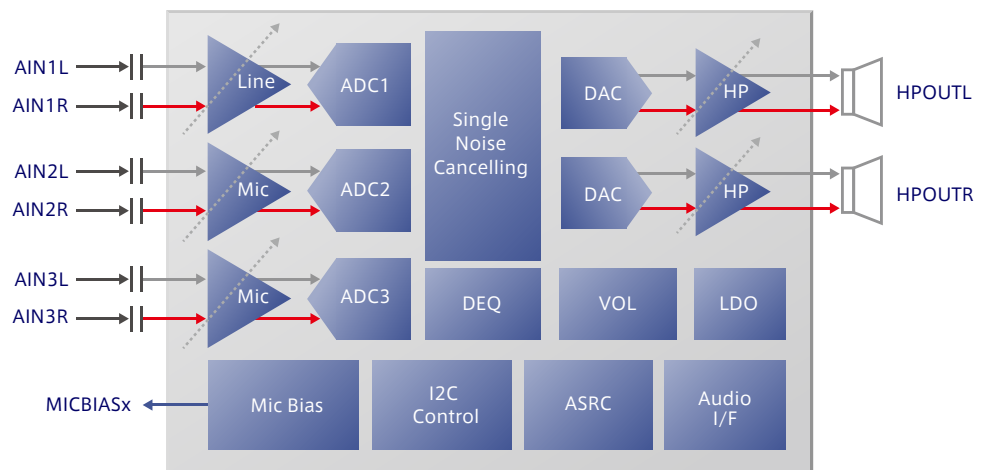 AIN1L
AIN1R
Line
ADC1
AIN2L
AIN2R
Mic
ADC2
AIN3L
AIN3R
Mic
ADC3
Single
Noise
Cancelling
DAC
HP
HPOUTL
DAC
HP
HPOUTR
DEQ
VOL
LDO
MICBIASx
Mic Bias
I2C
Control
ASRC
Audio
I/F